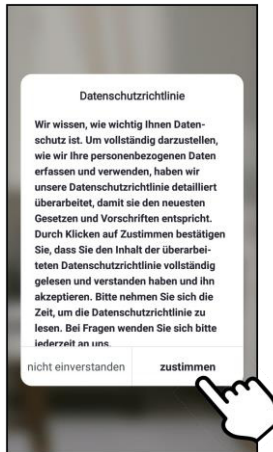 Datenschutzrichtlinie
Wir wissen, wie wichtig Ihnen Daten-
schutz ist. Um vollständig darzustellen,
wie wir Ihre personenbezogenen Daten
erfassen und verwenden, haben wir
unsere Datenschutzrichtlinie detailliert
überarbeitet, damit sie den neuesten
Gesetzen und Vorschriften entspricht.
Durch Klicken auf Zustimmen bestätigen
Sie, dass Sie den Inhalt der überarbei-
teten Datenschutzrichtlinie vollständig
gelesen und verstanden haben und ihn
akzeptieren. Bitte nehmen Sie sich die
Zeit, um die Datenschutzrichtlinie zu
lesen. Bei Fragen wenden Sie sich bitte
jederzeit an uns.
nicht einverstanden zustimmen